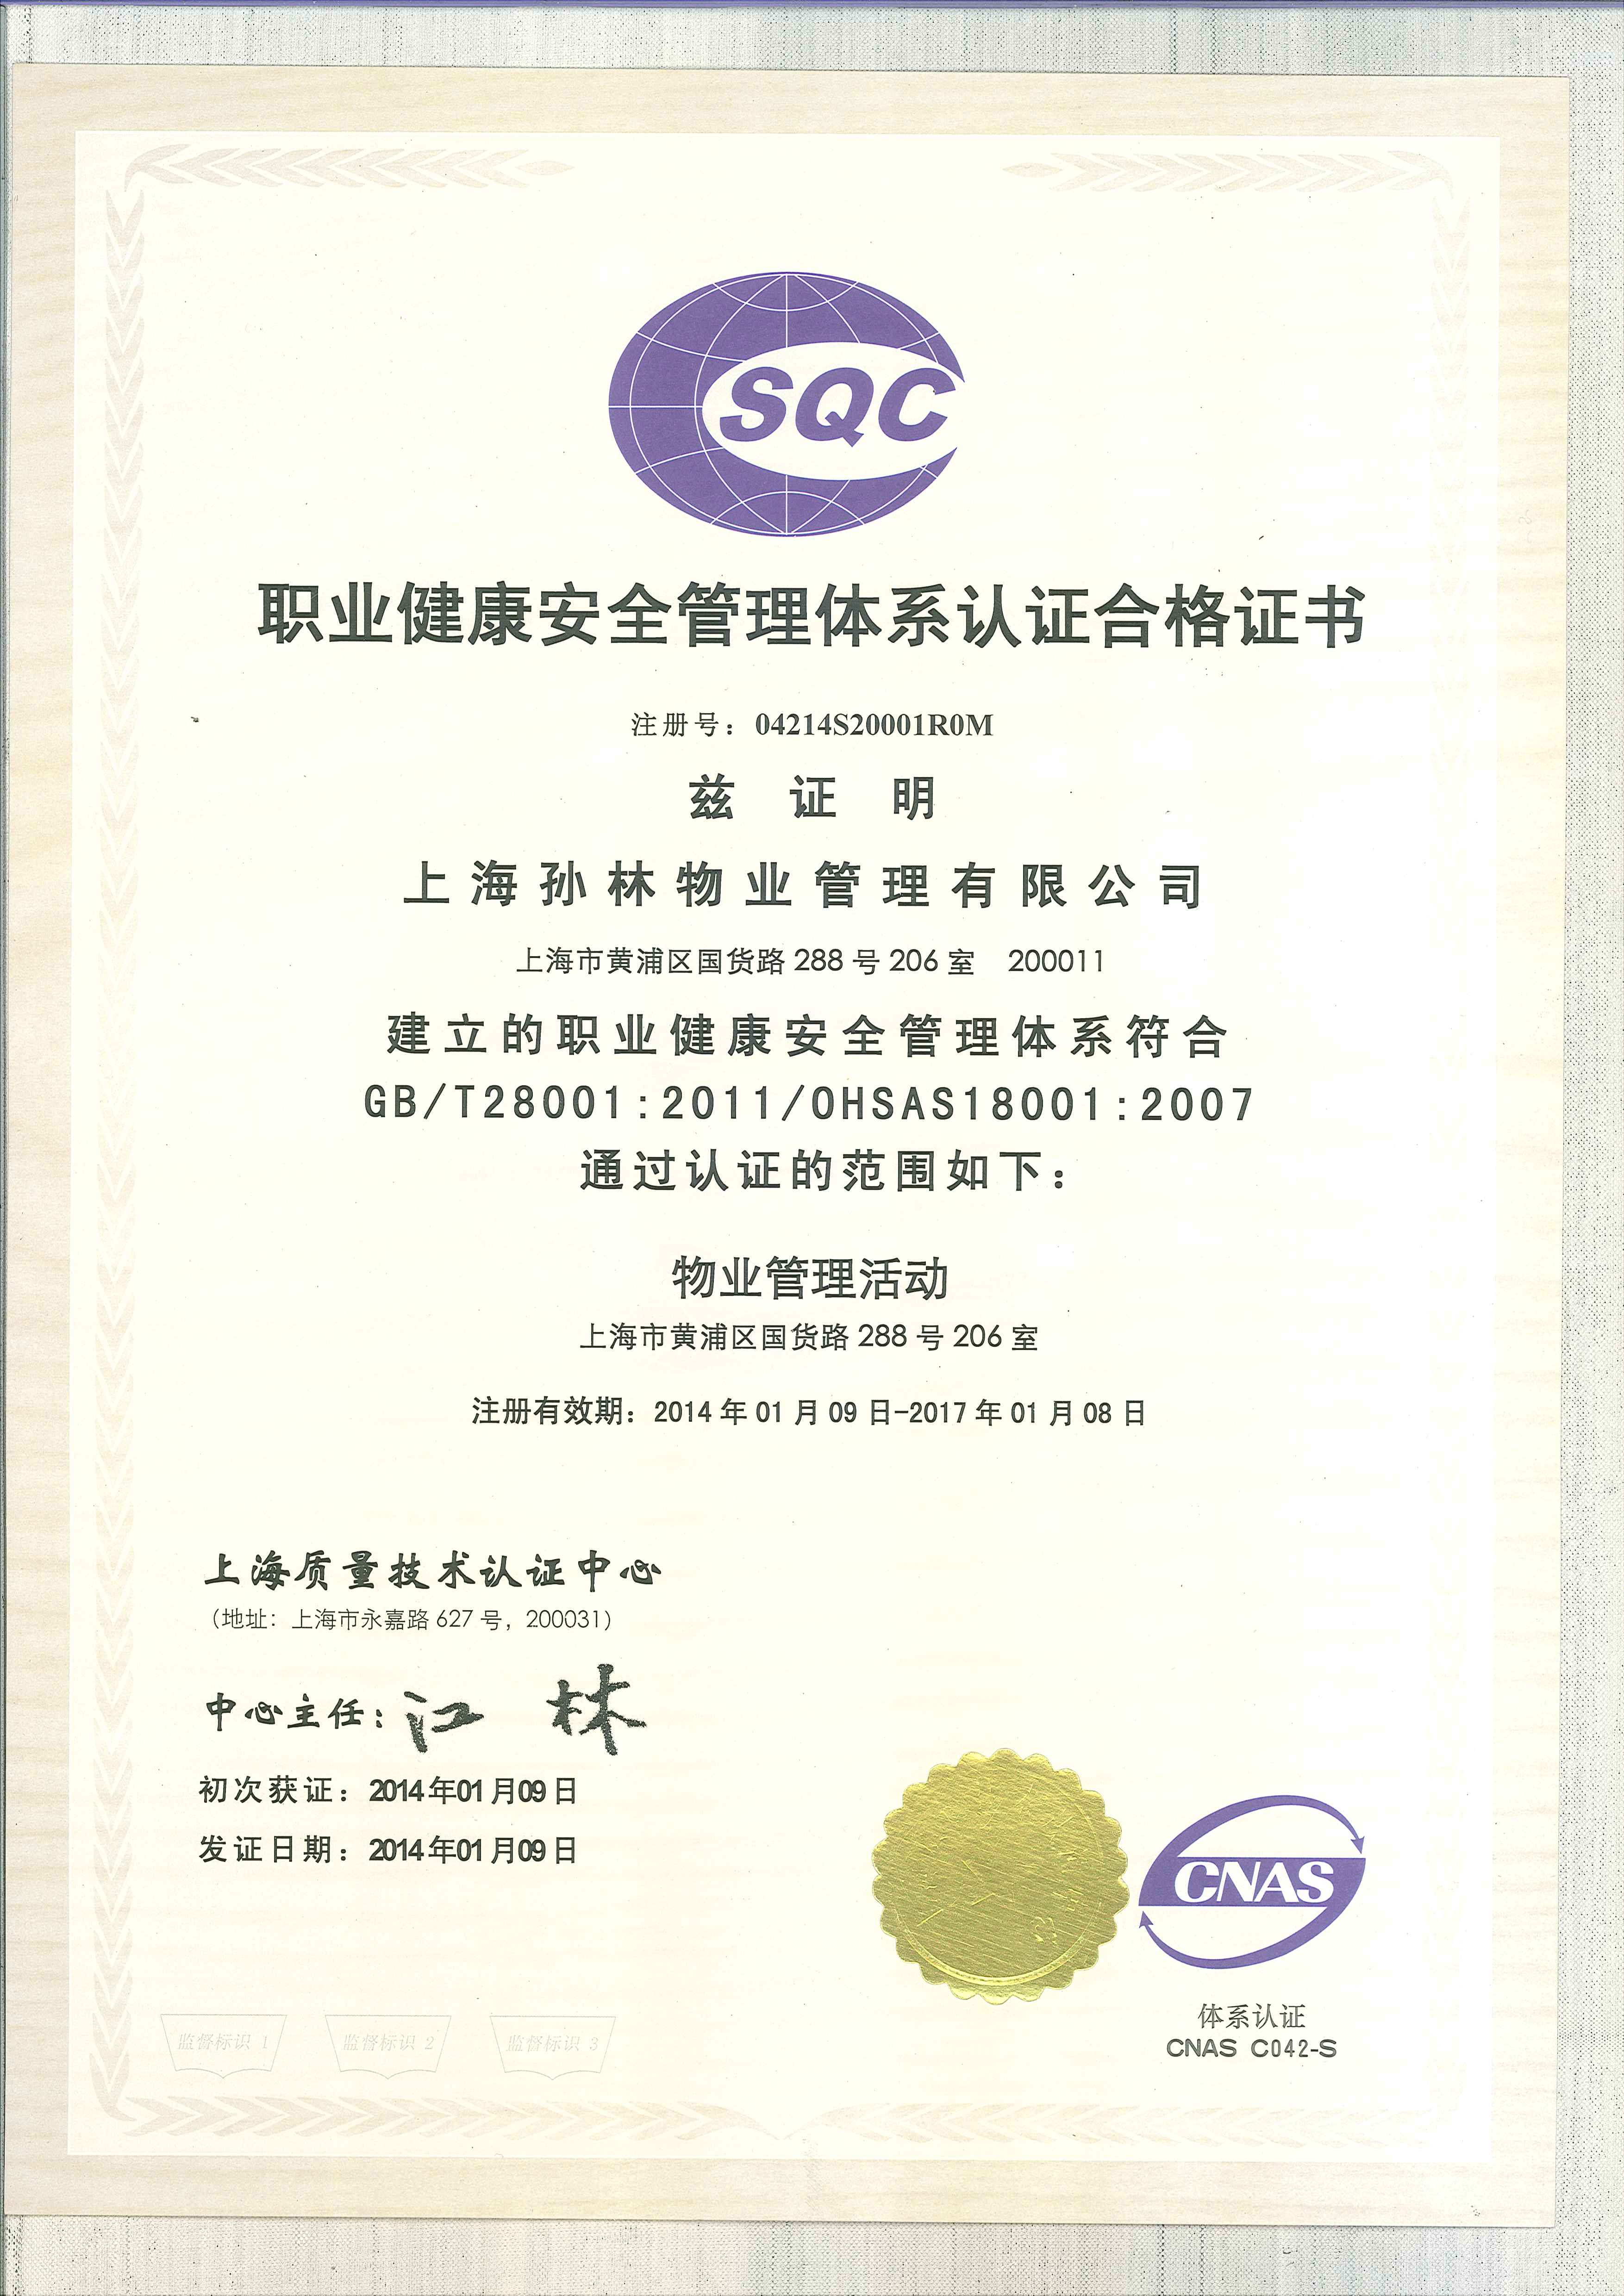 SQC
职业健康安全管理体系认证合格证书
注册号：04214S20001R0M
兹 证 明
上海孙林物业管理有限公司
上海市黄浦区国货路 288 号 206 室 200011
建立的职业健康安全管理体系符合
GB/T28001:2011/OHSAS18001:2007
通过认证的范围如下：
物业管理活动
上海市黄浦区国货路 288 号 206 室
注册有效期：2014 年 01 月 09 日-2017 年 01 月 08 日
上海质量技术认证中心
（地址：上海市永嘉路 627 号，200031）
中心主任：江 林
初次获证：2014年01月09日
发证日期：2014年01月09日
CNAS
体系认证
CNAS C042-S
监督标识 1 监督标识 2 监督标识 3